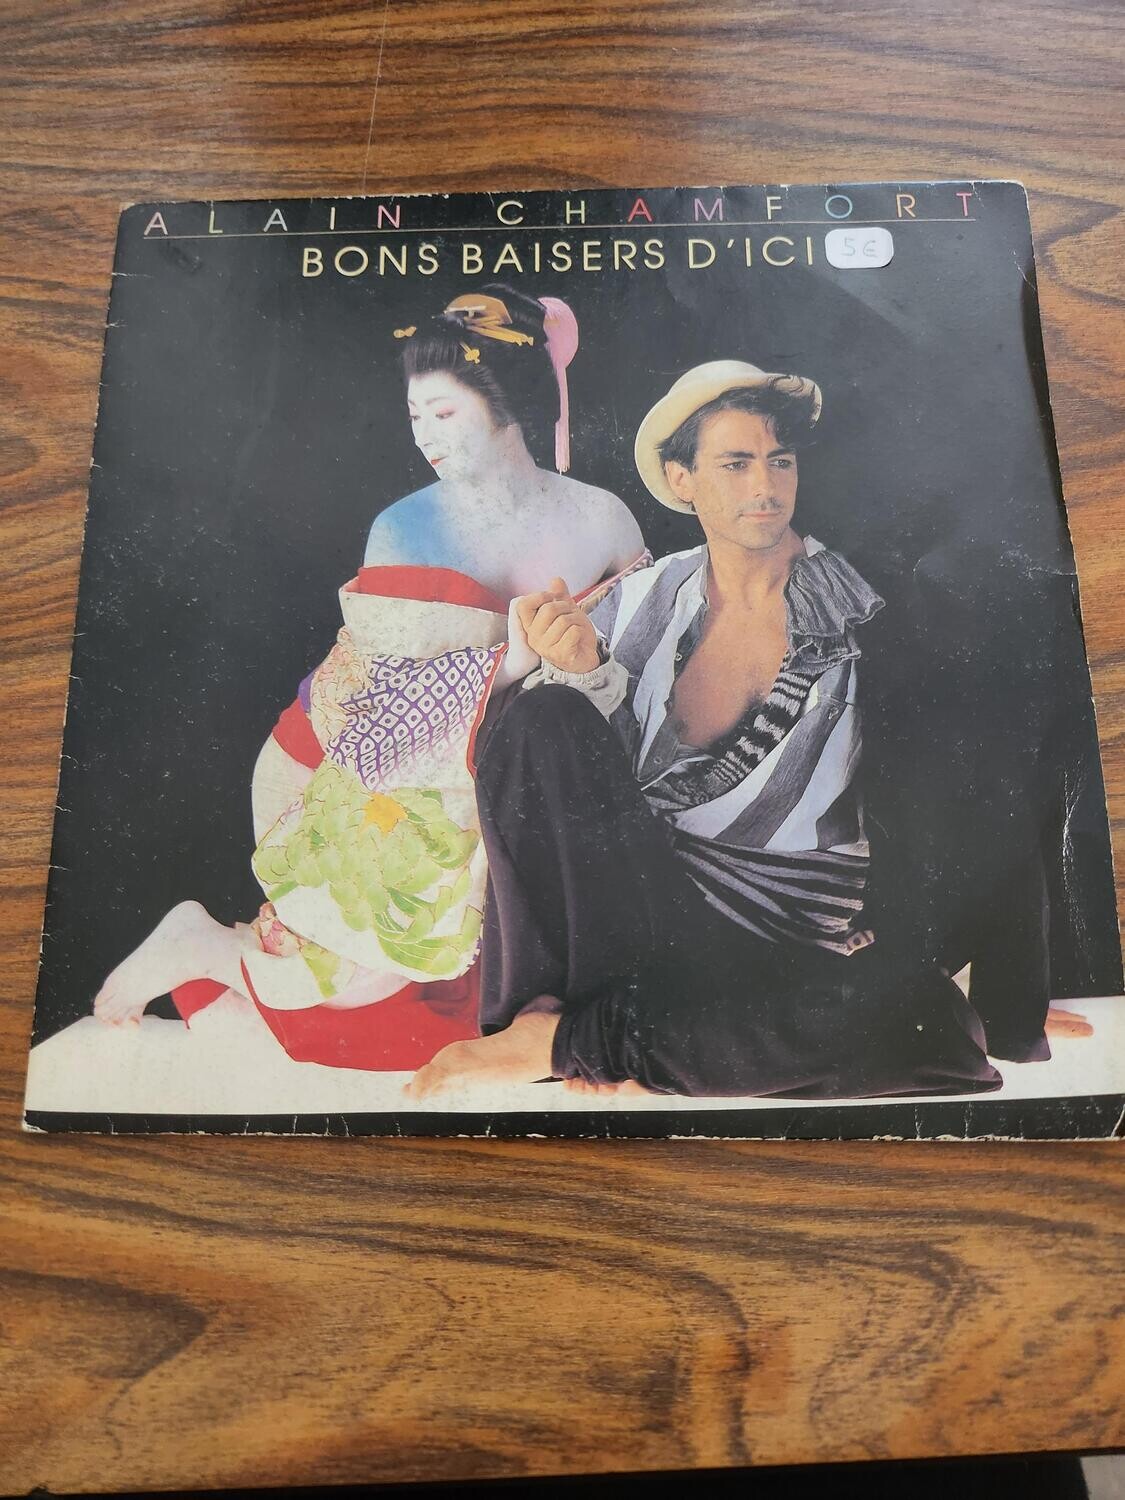 ALAIN CHAMFORT
BONS BAISERS D'ICI
5€